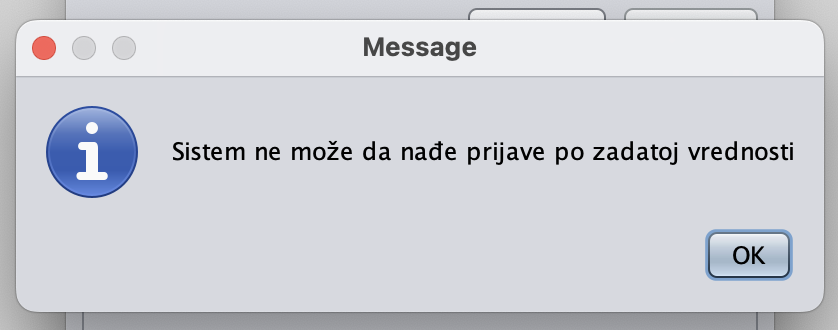 Message
Sistem ne može da nađe prijave po zadatoj vrednosti
OK